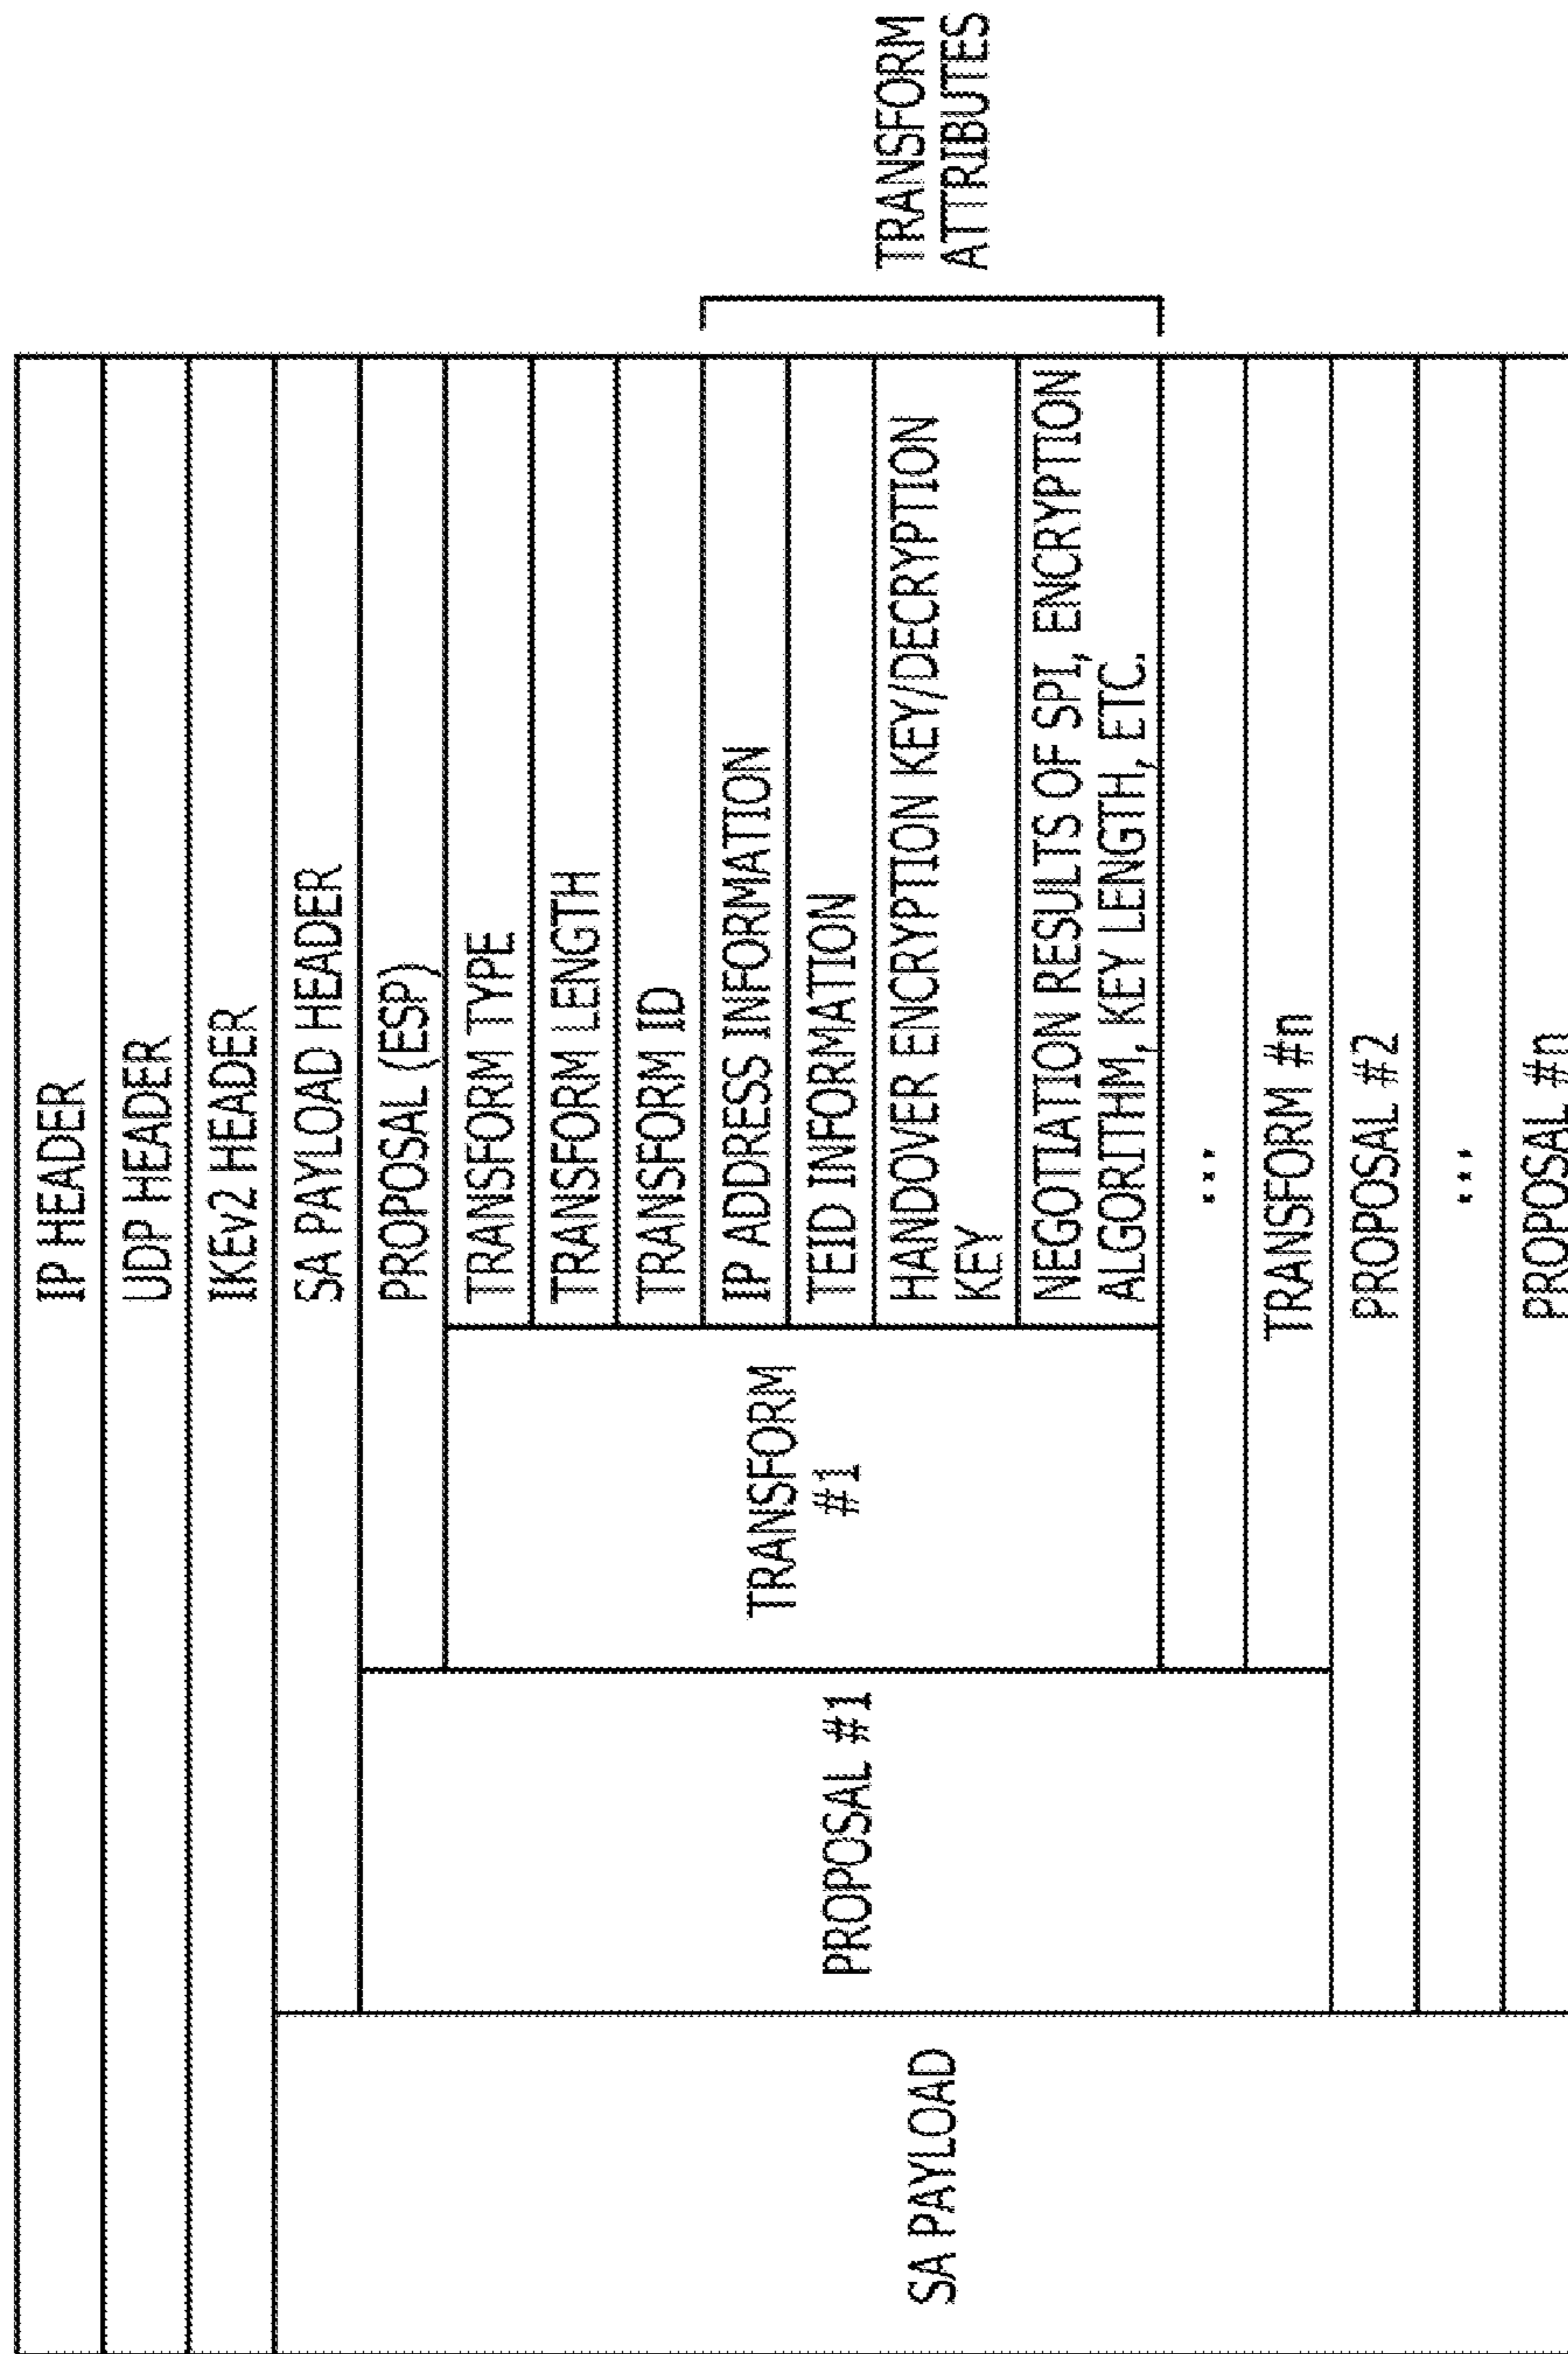 IP HEADER
UDP HEADER
IKEv2 HEADER
SA PAYLOAD
SA PAYLOAD HEADER
PROPOSAL #1
PROPOSAL (ESP)
TRANSFORM
#1
TRANSFORM TYPE
TRANSFORM LENGTH
TRANSFORM ID
IP ADDRESS INFORMATION
TEID INFORMATION
HANDOVER ENCRYPTION KEY/DECRYPTION
KEY
NEGOTIATION RESULTS OF SPI, ENCRYPTION
ALGORITHM, KEY LENGTH, ETC.
TRANSFORM
ATTRIBUTES
...
TRANSFORM #n
PROPOSAL #2
...
PROPOSAL #n